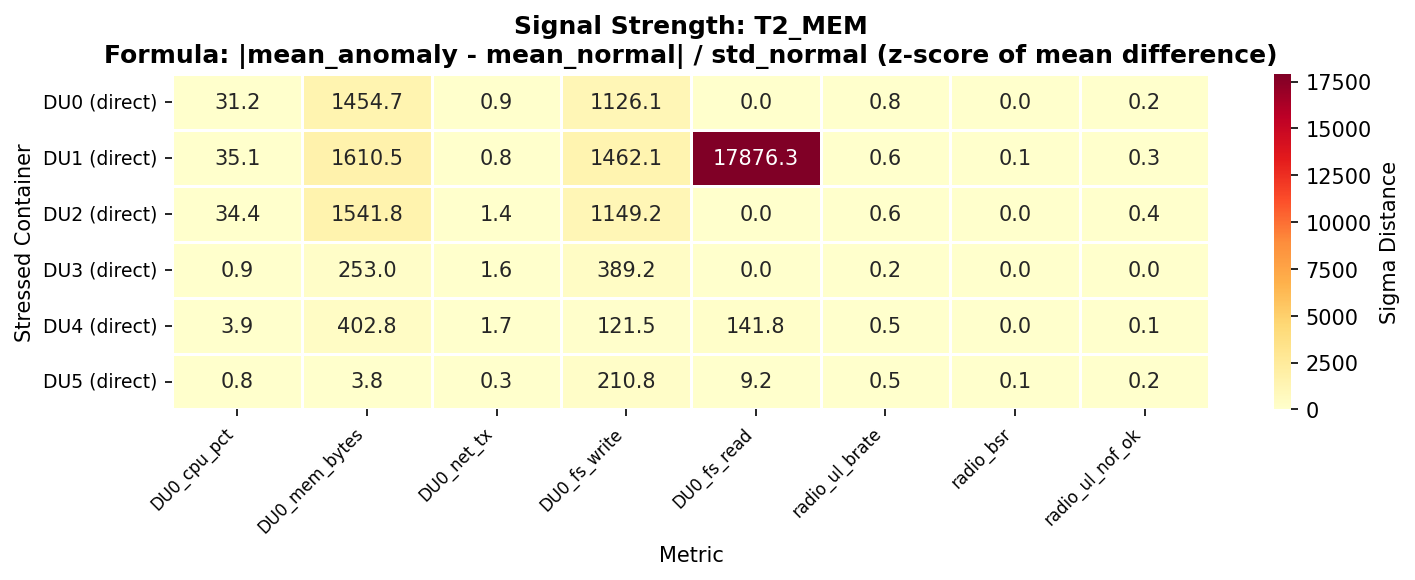 Signal Strength: T2_MEM
Formula: |mean_anomaly - mean_normal| / std_normal (z-score of mean difference)
Stressed Container
DU0 (direct) 31.2 1454.7 0.9 1126.1 0.0 0.8 0.0 0.2
DU1 (direct) 35.1 1610.5 0.8 1462.1 17876.3 0.6 0.1 0.3
DU2 (direct) 34.4 1541.8 1.4 1149.2 0.0 0.6 0.0 0.4
DU3 (direct) 0.9 253.0 1.6 389.2 0.0 0.2 0.0 0.0
DU4 (direct) 3.9 402.8 1.7 121.5 141.8 0.5 0.0 0.1
DU5 (direct) 0.8 3.8 0.3 210.8 9.2 0.5 0.1 0.2
DU0_cpu_pct DU0_mem_bytes DU0_net_tx DU0_fs_write DU0_fs_read radio_ul_brate radio_bsr radio_ul_nof_ok
Metric
17500
15000
12500
10000
7500
5000
2500
0
Sigma Distance